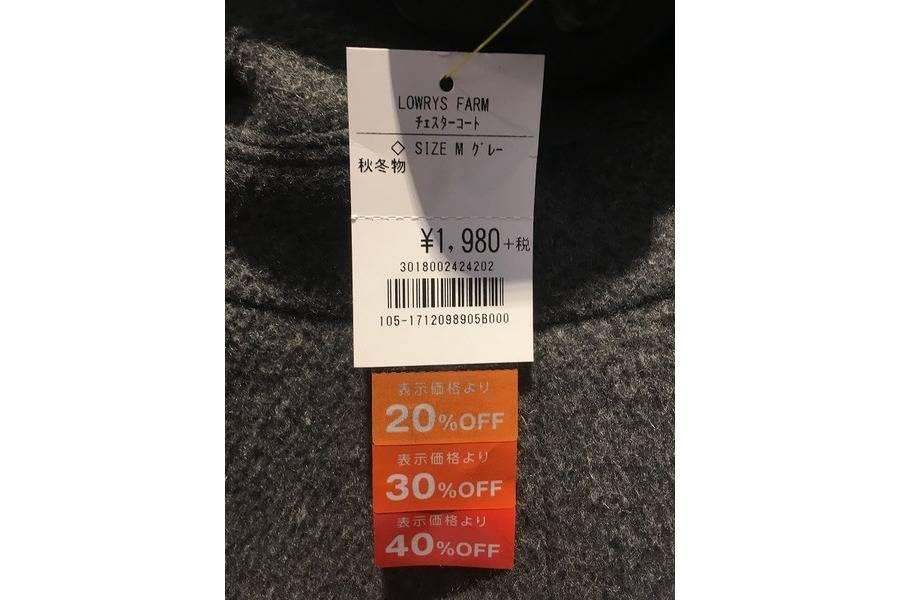 LOWRYS FARM
ﾁｪｽﾀｰｺｰﾄ
◇ SIZE M ｸﾞﾚｰ
秋冬物
¥1,980+税
3018002424202
105-1712098905B000
表示価格より
20%OFF
表示価格より
30%OFF
表示価格より
40%OFF